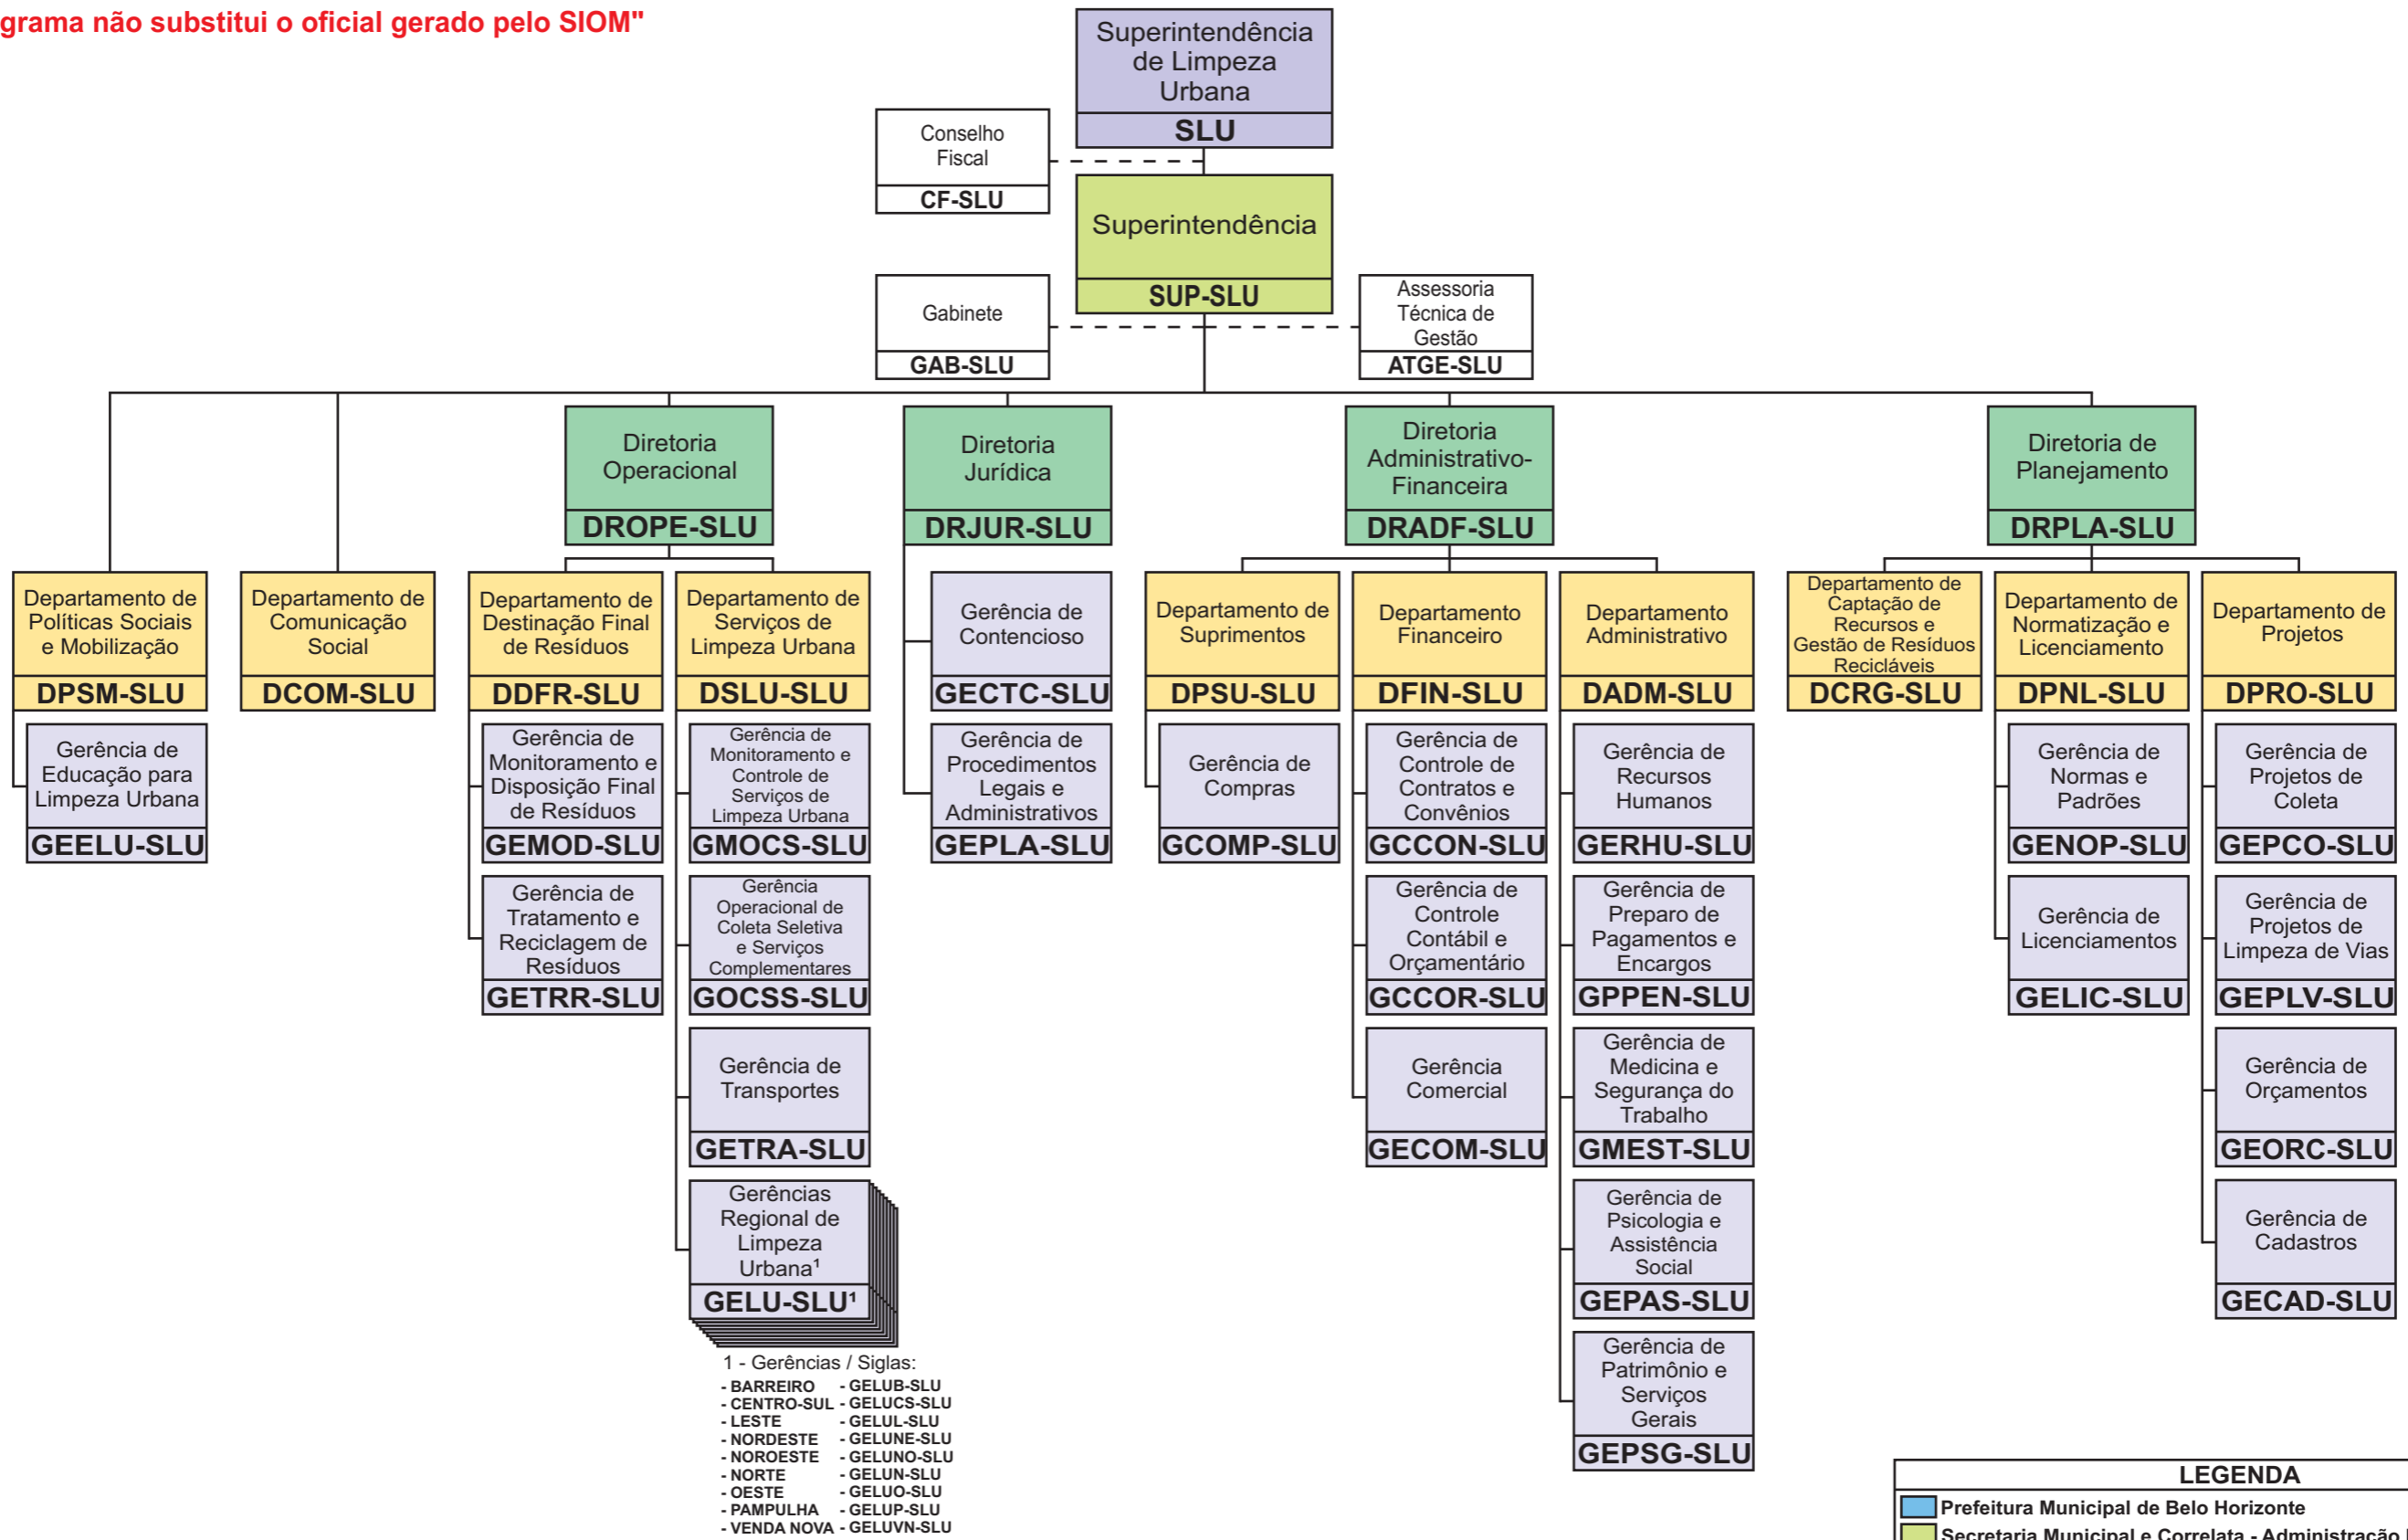 grama não substitui o oficial gerado pelo SIOM"
Superintendência
de Limpeza
Urbana
SLU
Conselho
Fiscal
CF-SLU
Superintendência
SUP-SLU
Gabinete
GAB-SLU
Assessoria
Técnica de
Gestão
ATGE-SLU
Diretoria
Operacional
DROPE-SLU
Diretoria
Jurídica
DRJUR-SLU
Diretoria
Administrativo-
Financeira
DRADF-SLU
Diretoria de
Planejamento
DRPLA-SLU
Departamento de
Políticas Sociais
e Mobilização
DPSM-SLU
Departamento de
Comunicação
Social
DCOM-SLU
Departamento de
Destinação Final
de Resíduos
DDFR-SLU
Departamento de
Serviços de
Limpeza Urbana
DSLU-SLU
Gerência de
Contencioso
GECTC-SLU
Departamento de
Suprimentos
DPSU-SLU
Departamento
Financeiro
DFIN-SLU
Departamento
Administrativo
DADM-SLU
Departamento de
Captação de
Recursos e
Gestão de Resíduos
Recicláveis
DCRG-SLU
Departamento de
Normatização e
Licenciamento
DPNL-SLU
Departamento de
Projetos
DPRO-SLU
Gerência de
Educação para
Limpeza Urbana
GEELU-SLU
Gerência de
Monitoramento e
Disposição Final
de Resíduos
GEMOD-SLU
Gerência de
Monitoramento e
Controle de
Serviços de
Limpeza Urbana
GMOCS-SLU
Gerência de
Procedimentos
Legais e
Administrativos
GEPLA-SLU
Gerência de
Compras
GCOMP-SLU
Gerência de
Controle de
Contratos e
Convênios
GCCON-SLU
Gerência de
Recursos
Humanos
GERHU-SLU
Gerência de
Normas e
Padrões
GENOP-SLU
Gerência de
Projetos de
Coleta
GEPCO-SLU
Gerência de
Tratamento e
Reciclagem de
Resíduos
GETRR-SLU
Gerência
Operacional de
Coleta Seletiva
e Serviços
Complementares
GOCSS-SLU
Gerência de
Controle
Contábil e
Orçamentário
GCCOR-SLU
Gerência de
Preparo de
Pagamentos e
Encargos
GPPEN-SLU
Gerência de
Licenciamentos
GELIC-SLU
Gerência de
Projetos de
Limpeza de Vias
GEPLV-SLU
Gerência de
Transportes
GETRA-SLU
Gerência
Comercial
GECOM-SLU
Gerência de
Medicina e
Segurança do
Trabalho
GMEST-SLU
Gerência de
Orçamentos
GEORC-SLU
Gerências
Regional de
Limpeza
Urbana¹
GELU-SLU¹
Gerência de
Psicologia e
Assistência
Social
GEPAS-SLU
Gerência de
Cadastros
GECAD-SLU
Gerência de
Patrimônio e
Serviços
Gerais
GEPSG-SLU
1 - Gerências / Siglas:
- BARREIRO - GELUB-SLU
- CENTRO-SUL - GELUCS-SLU
- LESTE - GELUL-SLU
- NORDESTE - GELUNE-SLU
- NOROESTE - GELUNO-SLU
- NORTE - GELUN-SLU
- OESTE - GELUO-SLU
- PAMPULHA - GELUP-SLU
- VENDA NOVA - GELUVN-SLU
LEGENDA
Prefeitura Municipal de Belo Horizonte
Secretaria Municipal e Correlata - Administração